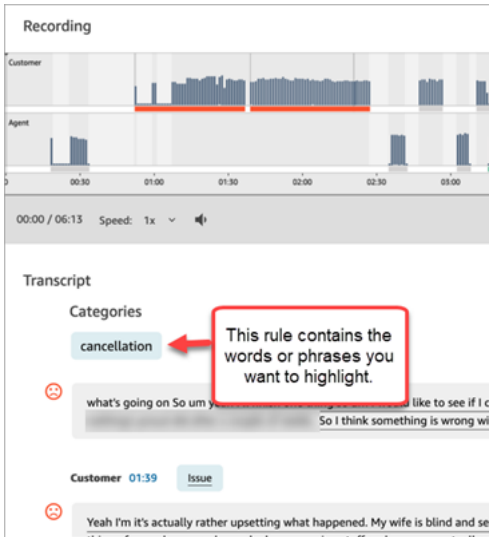 Recording
Customer
Agent
00:30 01:00 01:30 02:00 02:30 03:00
00:00 / 06:13 Speed: 1x
Transcript
Categories
cancellation
This rule contains the
words or phrases you
want to highlight.
what's going on So um like to see if I
So I think something is wrong
Customer 01:39 Issue
Yeah I'm it's actually rather upsetting what happened. My wife is blind and